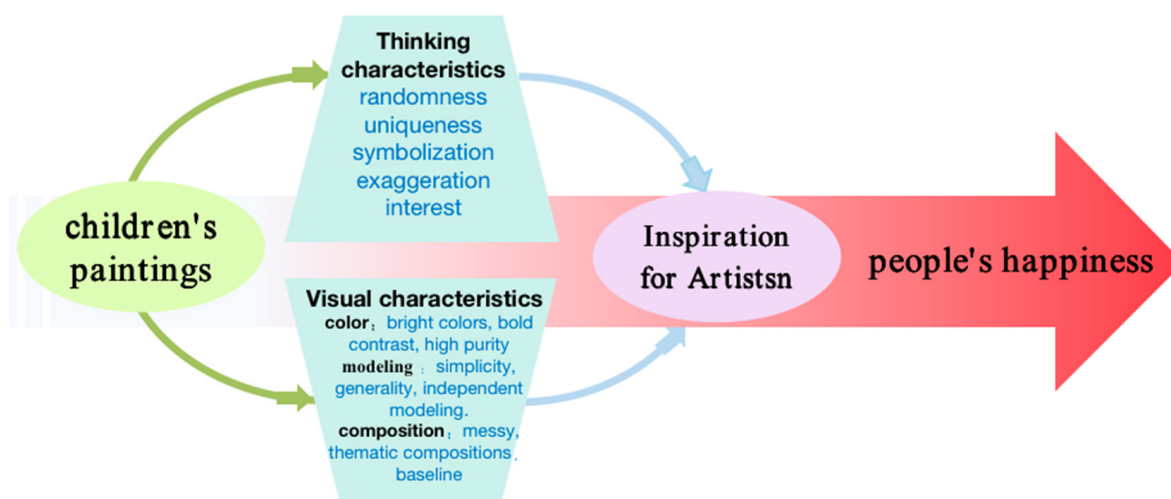 children's
paintings
Thinking
characteristics
randomness
uniqueness
symbolization
exaggeration
interest
Visual characteristics
color：bright colors, bold
contrast, high purity
modeling：simplicity,
generality, independent
modeling.
composition：messy,
thematic compositions、
baseline
Inspiration
for Artistsn
people's happiness